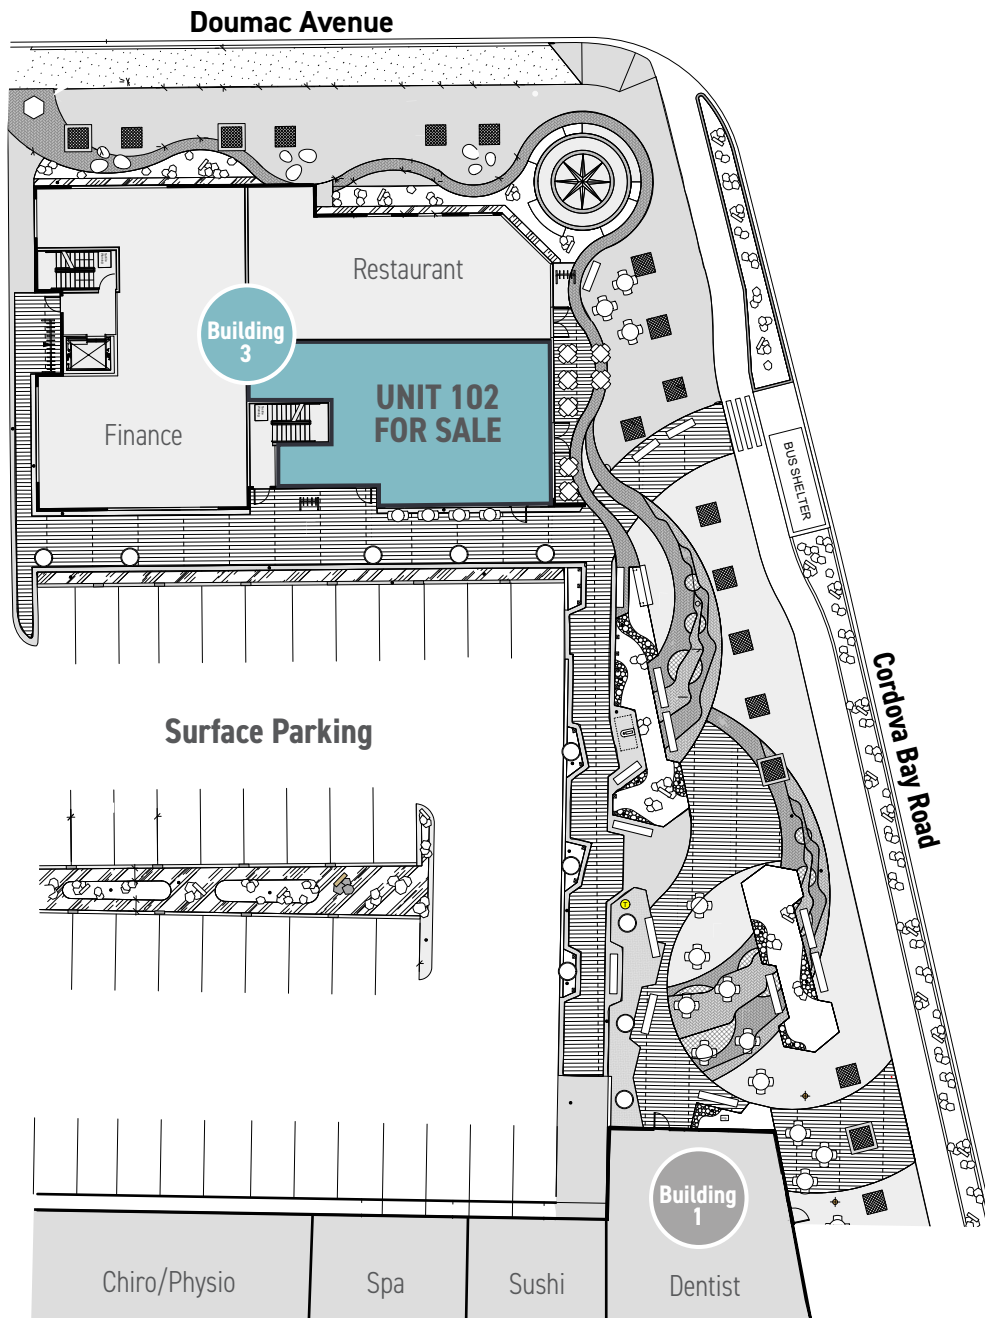 Doumac Avenue
Restaurant
Building
3
UNIT 102
FOR SALE
Finance
BUS SHELTER
Cordova Bay Road
Surface Parking
Building
1
Chiro/Physio
Spa
Sushi
Dentist